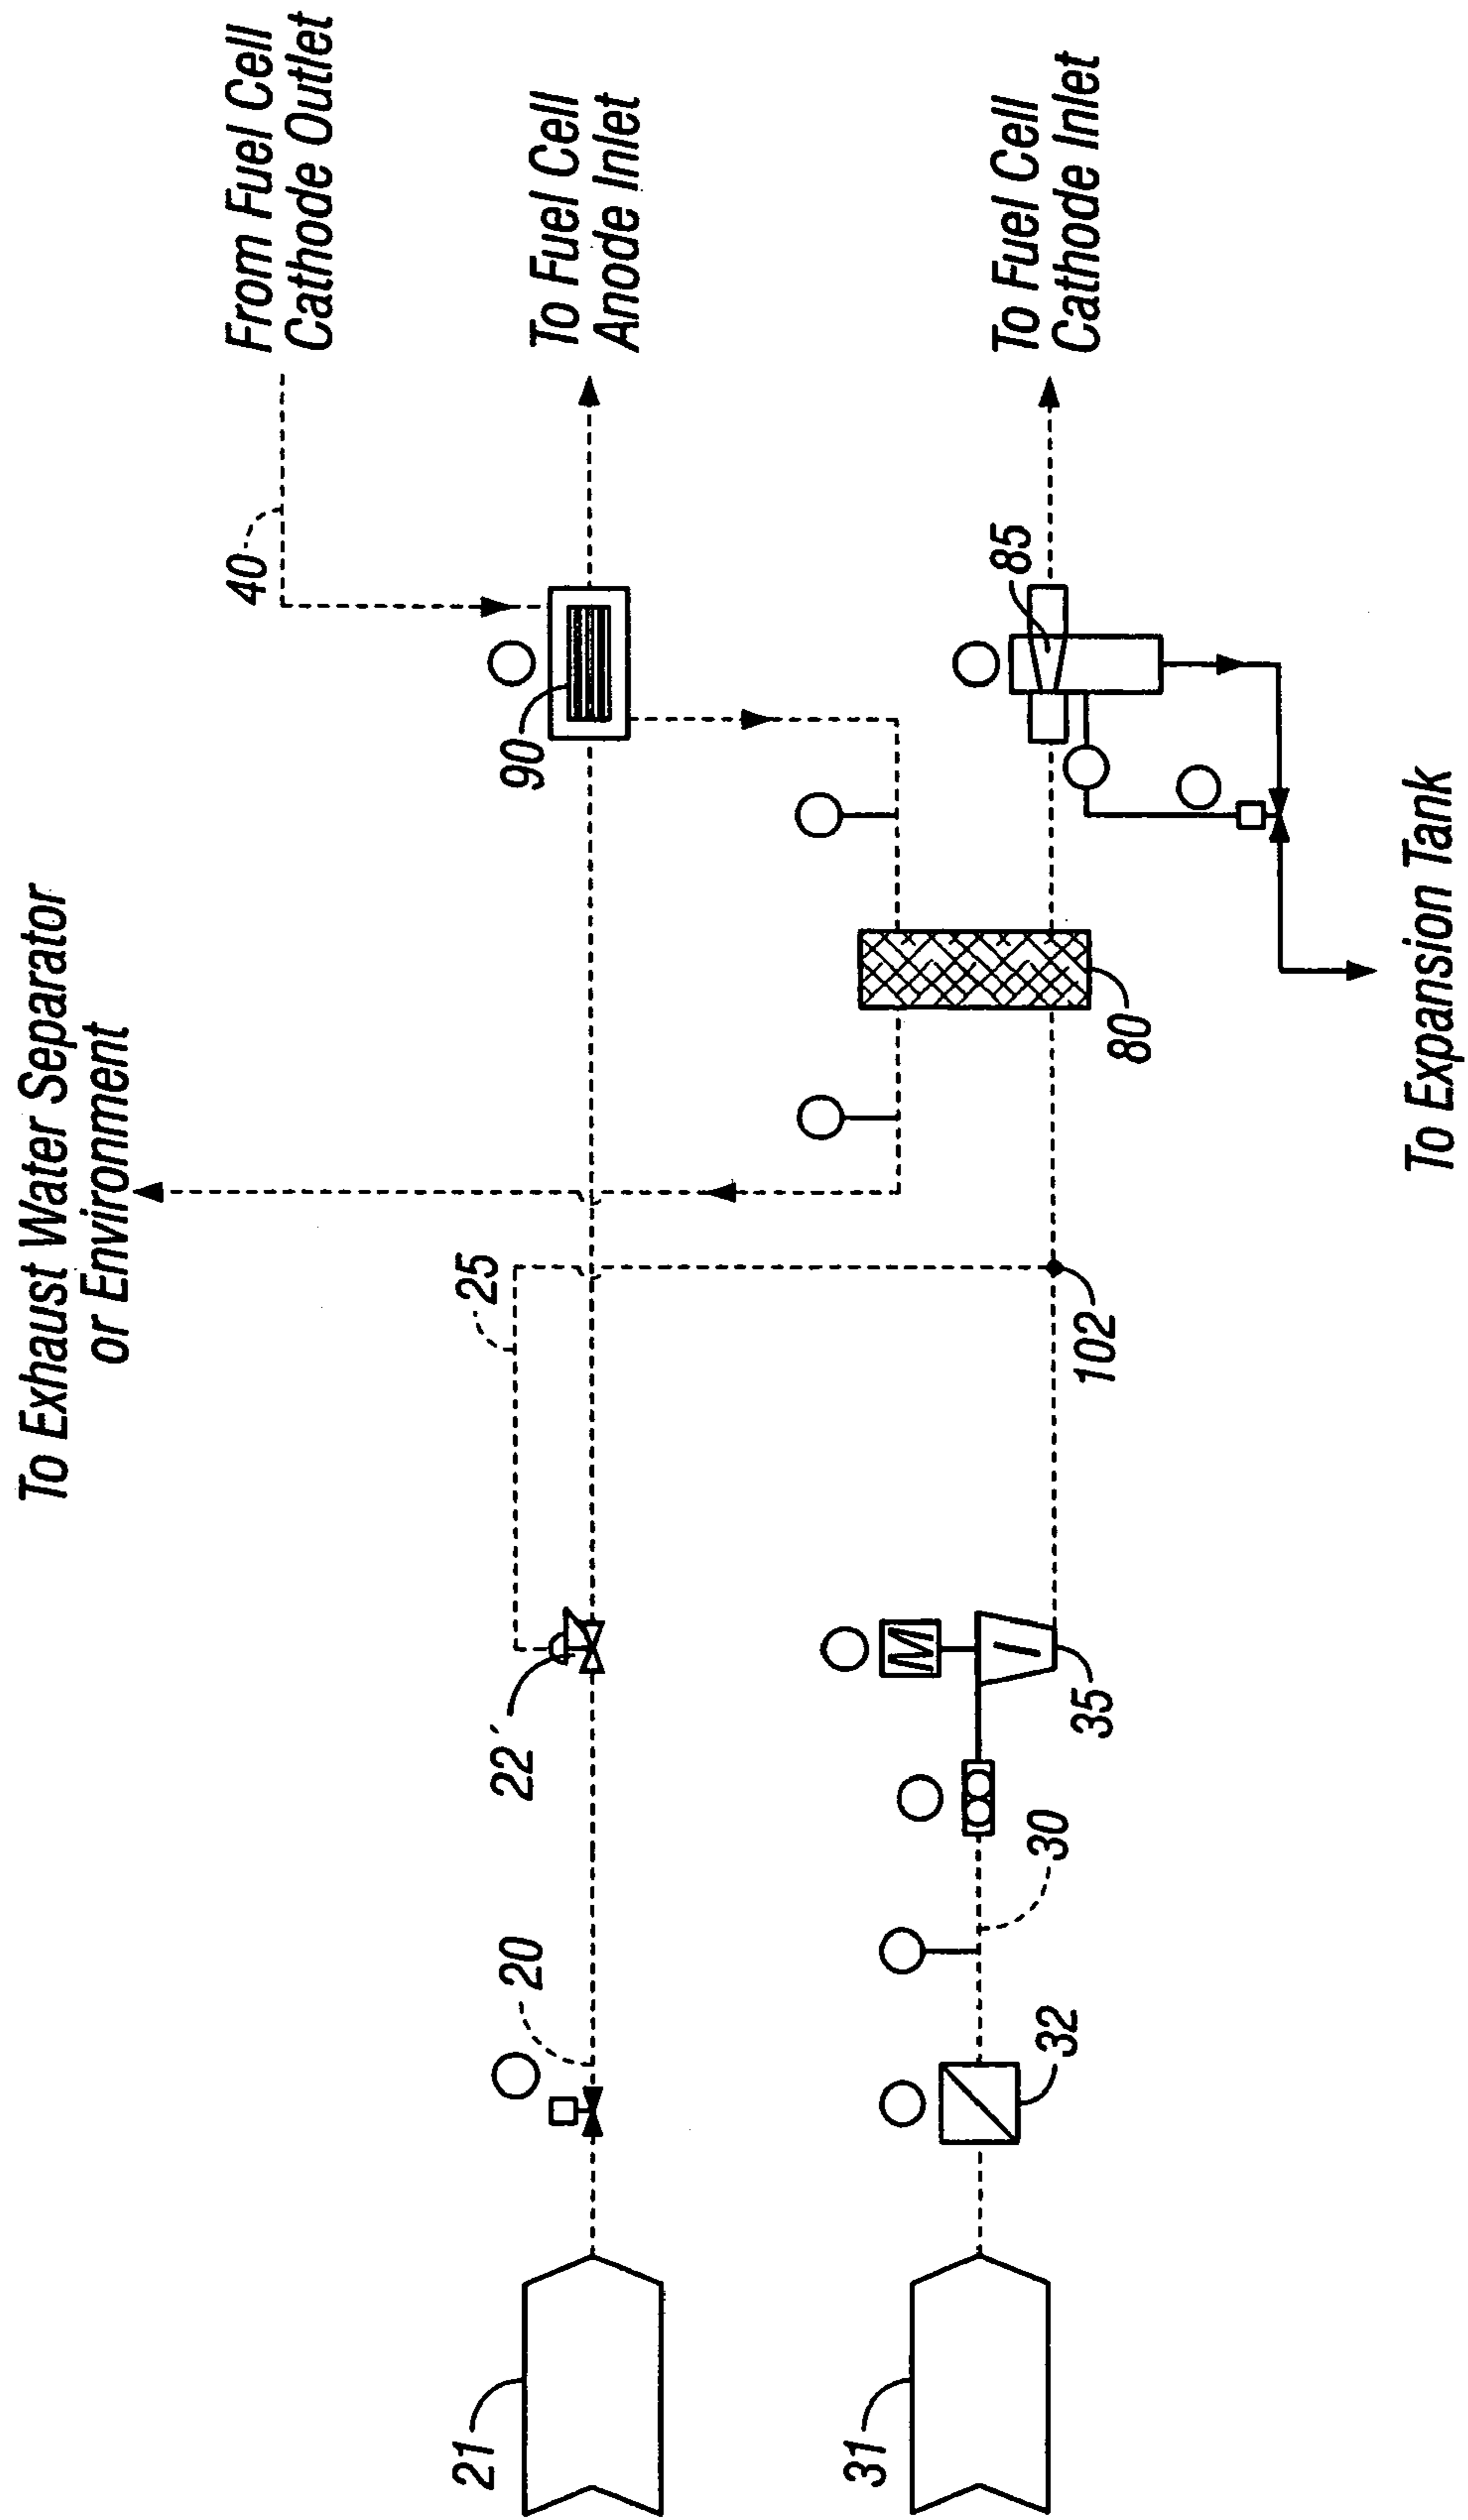 To Exhaust Water Separator
or Environment
From Fuel Cell
Cathode Outlet
40
To Fuel Cell
Anode Inlet
90
25
22′
20
21
To Fuel Cell
Cathode Inlet
85
80
102
M
35
30
32
31
To Expansion Tank